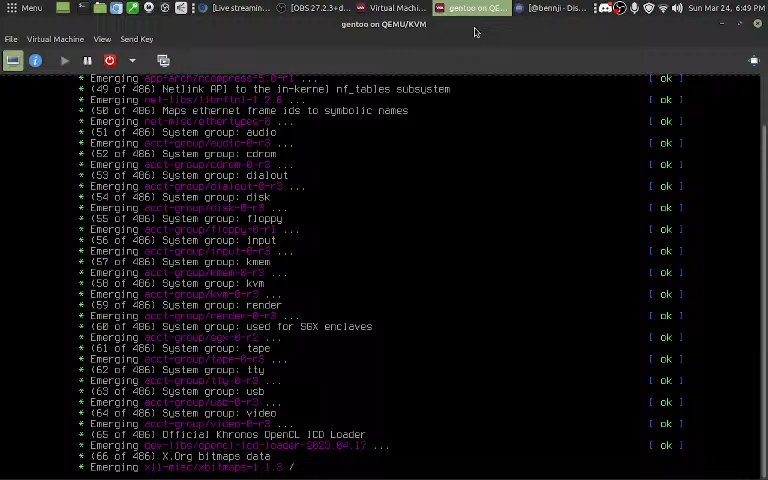 Menu
[Live streamin...
[OBS 27.2.3+d...
Virtual Machi...
gentoo on QE...
[@bennji - Dis...
Sun Mar 24, 6:49 PM
gentoo on QEMU/KVM
File Virtual Machine View Send Key
* Emerging app-arch/ncompress-5.0-r1 ... [ ok ]
* (49 of 486) Netlink API to the in-kernel nf_tables subsystem
* Emerging net-libs/libnftnl-1.2.6 ... [ ok ]
* (50 of 486) Maps ethernet frame ids to symbolic names
* Emerging net-misc/ethertypes-0 ... [ ok ]
* (51 of 486) System group: audio
* Emerging acct-group/audio-0-r3 ... [ ok ]
* (52 of 486) System group: cdrom
* Emerging acct-group/cdrom-0-r3 ... [ ok ]
* (53 of 486) System group: dialout
* Emerging acct-group/dialout-0-r3 ... [ ok ]
* (54 of 486) System group: disk
* Emerging acct-group/disk-0-r3 ... [ ok ]
* (55 of 486) System group: floppy
* Emerging acct-group/floppy-0-r1 ... [ ok ]
* (56 of 486) System group: input
* Emerging acct-group/input-0-r3 ... [ ok ]
* (57 of 486) System group: kmem
* Emerging acct-group/kmem-0-r3 ... [ ok ]
* (58 of 486) System group: kvm
* Emerging acct-group/kvm-0-r3 ... [ ok ]
* (59 of 486) System group: render
* Emerging acct-group/render-0-r3 ... [ ok ]
* (60 of 486) System group: used for SGX enclaves
* Emerging acct-group/sgx-0-r2 ... [ ok ]
* (61 of 486) System group: tape
* Emerging acct-group/tape-0-r3 ... [ ok ]
* (62 of 486) System group: tty
* Emerging acct-group/tty-0-r3 ... [ ok ]
* (63 of 486) System group: usb
* Emerging acct-group/usb-0-r3 ... [ ok ]
* (64 of 486) System group: video
* Emerging acct-group/video-0-r3 ... [ ok ]
* (65 of 486) Official Khronos OpenCL ICD Loader
* Emerging dev-libs/opencl-icd-loader-2023.04.17 ... [ ok ]
* (66 of 486) X.Org bitmaps data
* Emerging x11-misc/xbitmaps-1.1.3 /